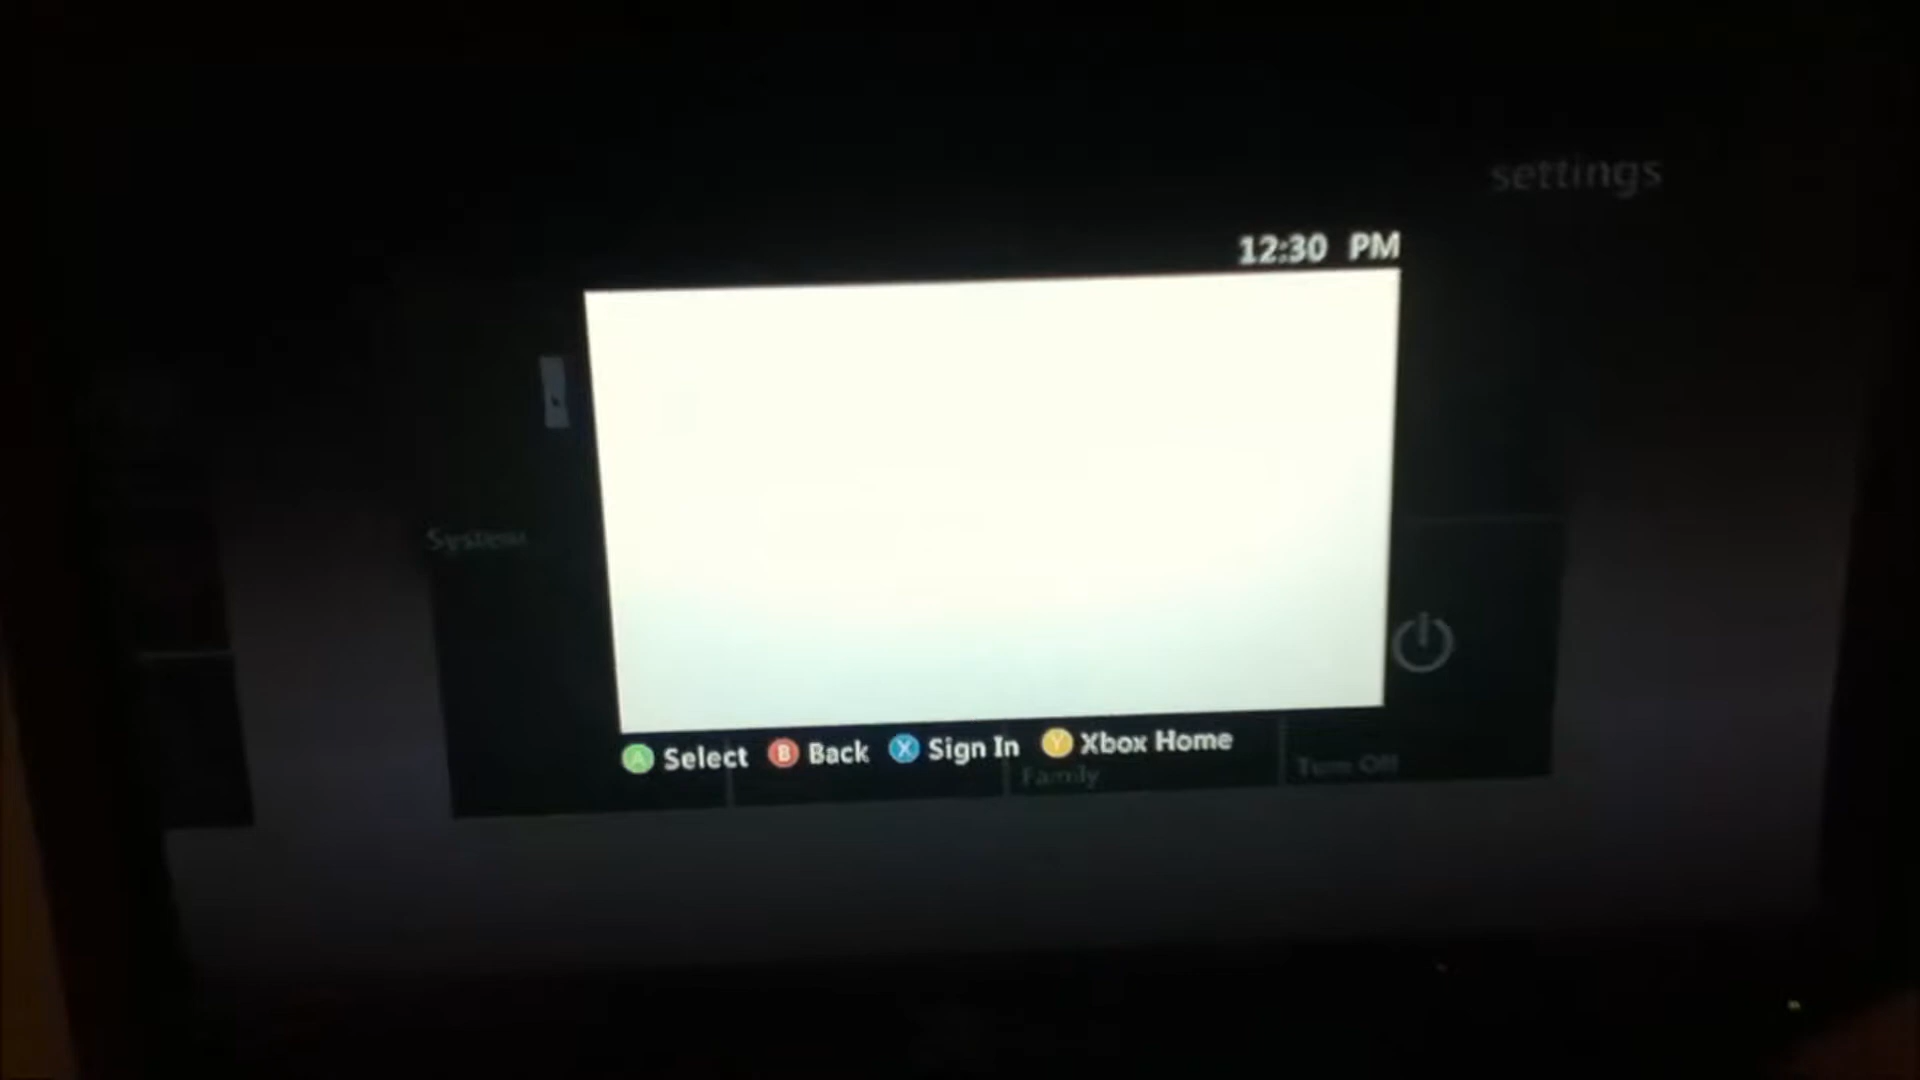 settings
12:30 PM
System
A Select B Back X Sign In Y Xbox Home
Family
Turn Off